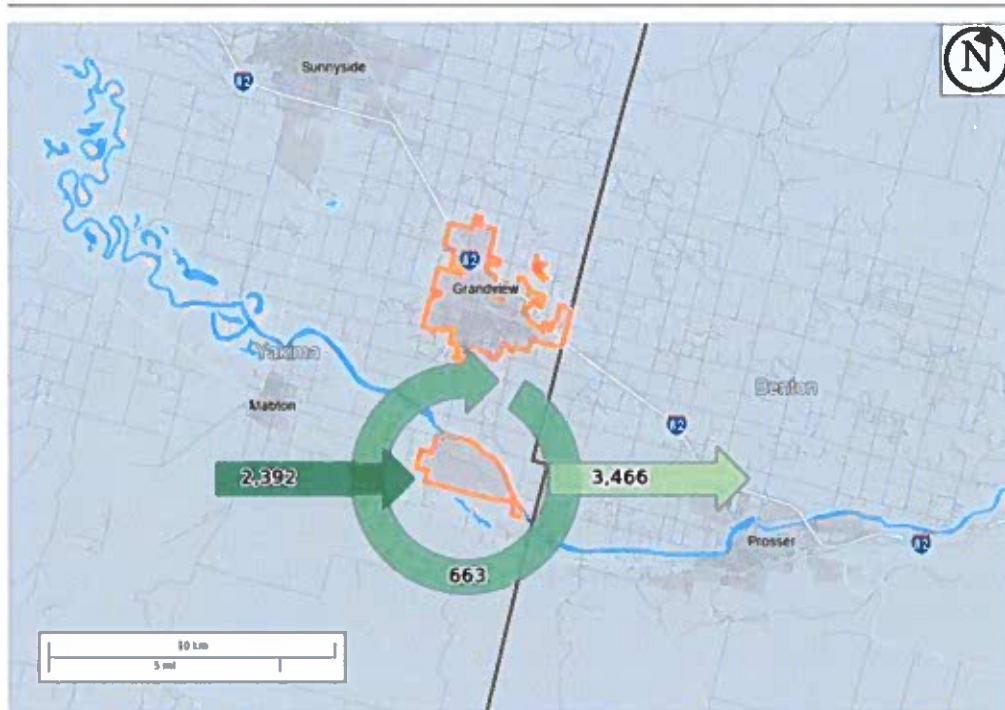 N
82
Sunnyside
82
Grandview
Yakima
Benton
Mabton
82
2,392
3,466
Prosser
82
663
10 km
5 mi